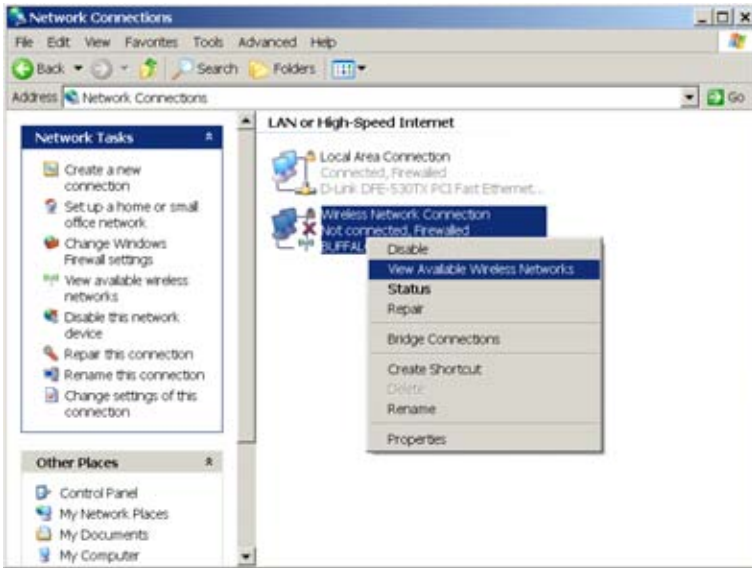 Network Connections
File Edit View Favorites Tools Advanced Help
Back Search Folders
Address Network Connections Go
Network Tasks
Create a new
connection
Set up a home or small
office network
Change Windows
Firewall settings
View available wireless
networks
Disable this network
device
Repair this connection
Rename this connection
Change settings of this
connection
Other Places
Control Panel
My Network Places
My Documents
My Computer
LAN or High-Speed Internet
Local Area Connection
Connected, Firewalled
D-Link DFE-530TX PCI Fast Ethernet...
Wireless Network Connection
Not connected, Firewalled
BUFFAL
Disable
View Available Wireless Networks
Status
Repair
Bridge Connections
Create Shortcut
Delete
Rename
Properties